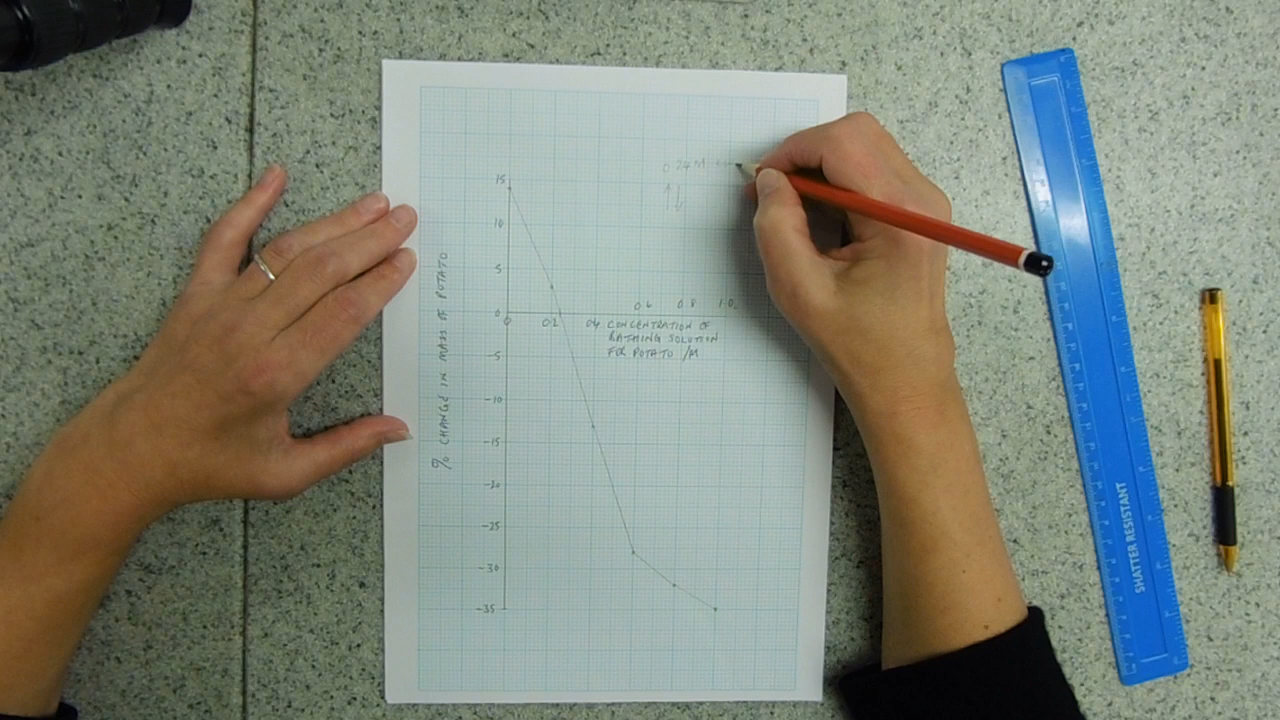 0.24M
15
10
5
0
-5
-10
-15
-20
-25
-30
-35
% CHANGE IN MASS OF POTATO
0.6 0.8 1.0
0 0.2 0.4
CONCENTRATION OF
BATHING SOLUTION
FOR POTATO /M
SHATTER RESISTANT